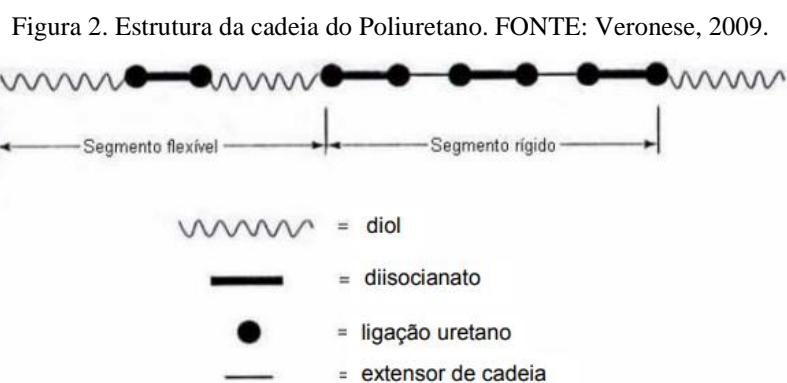 Figura 2. Estrutura da cadeia do Poliuretano. FONTE: Veronese, 2009.
Segmento flexível
Segmento rígido
= diol
= diisocianato
= ligação uretano
= extensor de cadeia